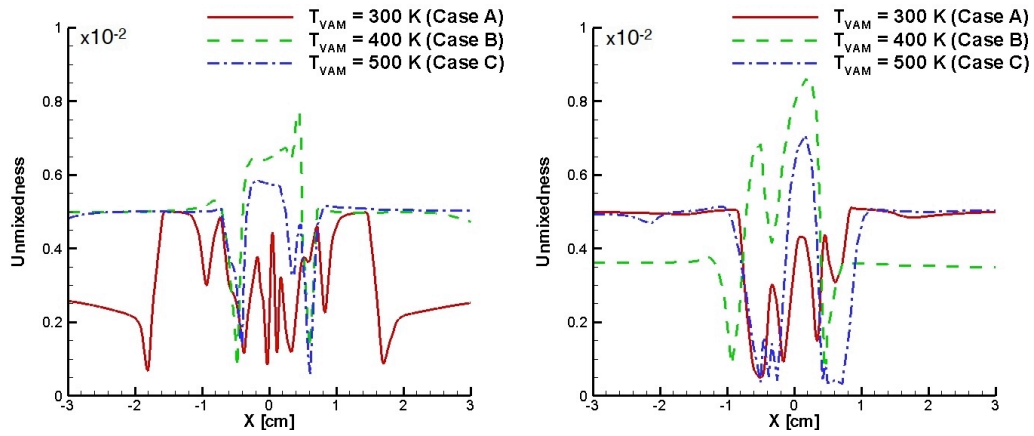 T_VAM = 300 K (Case A)
T_VAM = 400 K (Case B)
T_VAM = 500 K (Case C)
x10-2
1
0.8
0.6
0.4
0.2
0
Unmixedness
-3 -2 -1 0 1 2 3
X [cm]
T_VAM = 300 K (Case A)
T_VAM = 400 K (Case B)
T_VAM = 500 K (Case C)
x10-2
1
0.8
0.6
0.4
0.2
0
Unmixedness
-3 -2 -1 0 1 2 3
X [cm]